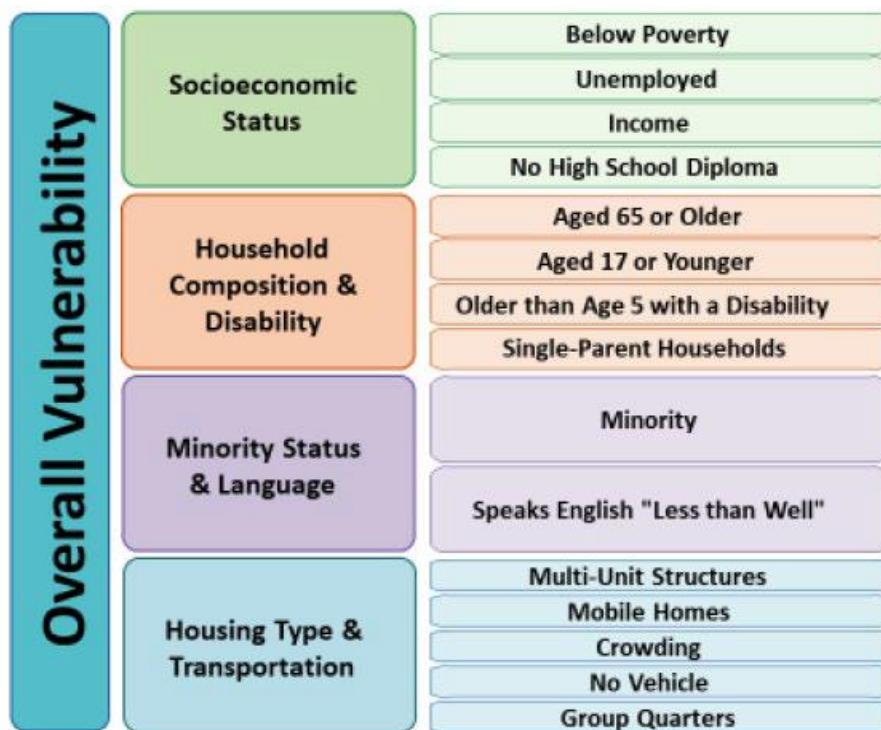 Overall Vulnerability
Socioeconomic
Status
Below Poverty
Unemployed
Income
No High School Diploma
Household
Composition &
Disability
Aged 65 or Older
Aged 17 or Younger
Older than Age 5 with a Disability
Single-Parent Households
Minority Status
& Language
Minority
Speaks English "Less than Well"
Housing Type &
Transportation
Multi-Unit Structures
Mobile Homes
Crowding
No Vehicle
Group Quarters